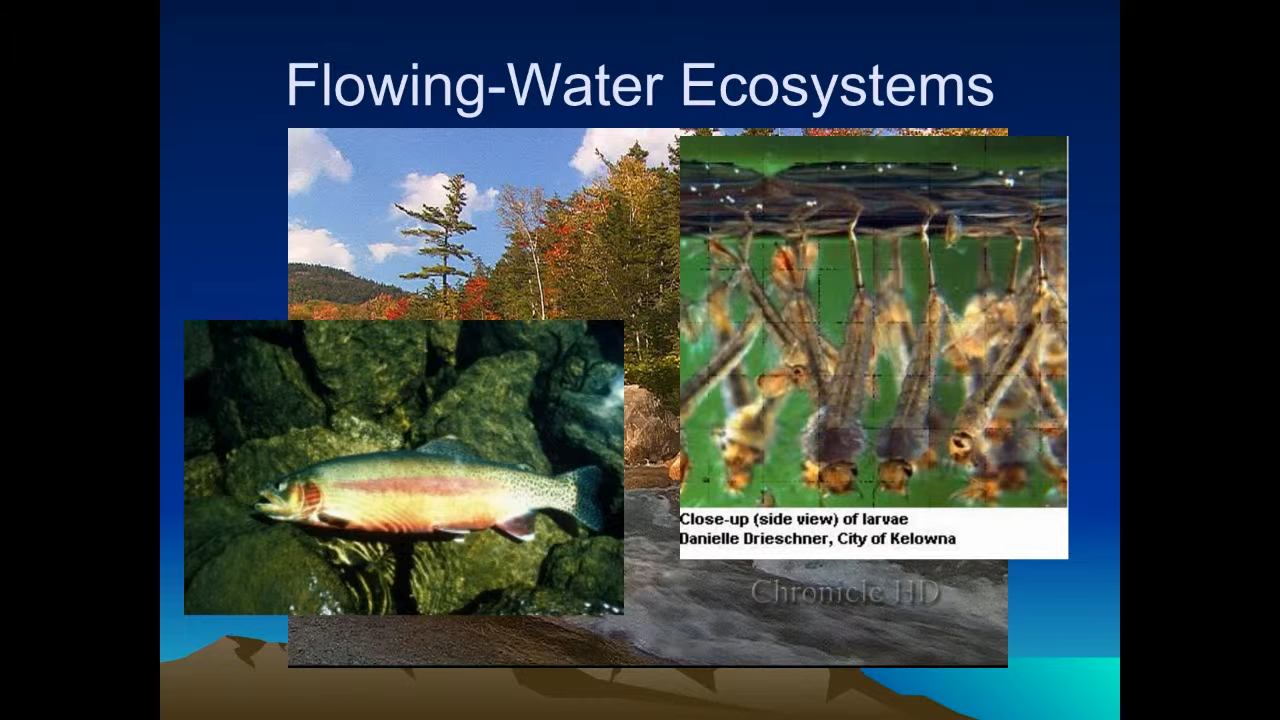 Flowing-Water Ecosystems
Close-up (side view) of larvae
Danielle Drieschner, City of Kelowna
Chronicle HD